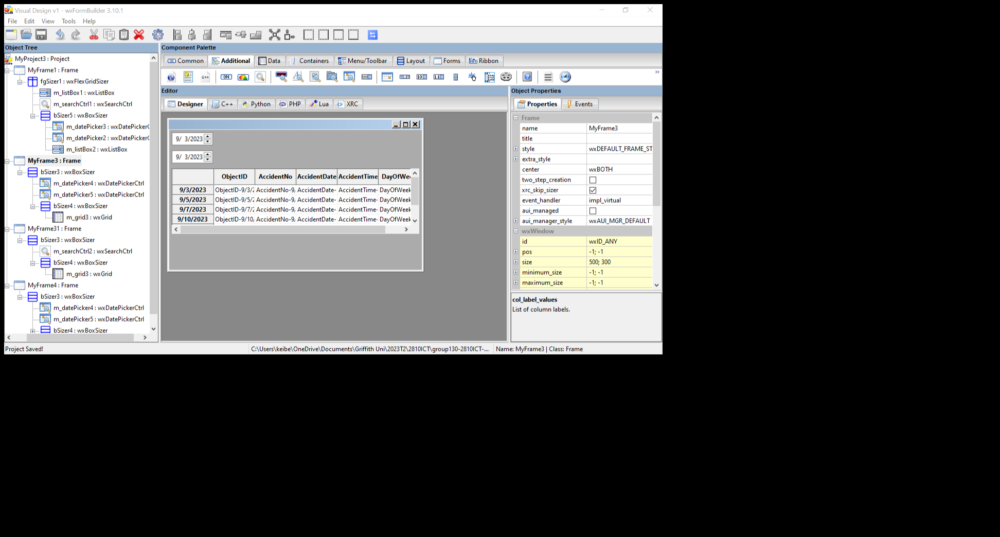 Visual Design v1 - wxFormBuilder 3.10.1
File Edit View Tools Help
Object Tree
MyProject3 : Project
MyFrame1 : Frame
fgSizer1 : wxFlexGridSizer
m_listBox1 : wxListBox
m_searchCtrl1 : wxSearchCtrl
bSizer5 : wxBoxSizer
m_datePicker3 : wxDatePickerC
m_datePicker2 : wxDatePickerC
m_listBox2 : wxListBox
MyFrame3 : Frame
bSizer3 : wxBoxSizer
m_datePicker4 : wxDatePickerCtrl
m_datePicker5 : wxDatePickerCtrl
bSizer4 : wxBoxSizer
m_grid3 : wxGrid
MyFrame31 : Frame
bSizer3 : wxBoxSizer
m_searchCtrl2 : wxSearchCtrl
bSizer4 : wxBoxSizer
m_grid3 : wxGrid
MyFrame4 : Frame
bSizer3 : wxBoxSizer
m_datePicker4 : wxDatePickerCtrl
m_datePicker5 : wxDatePickerCtrl
bSizer4 : wxBoxSizer
Component Palette
Common Additional Data Containers Menu/Toolbar Layout Forms Ribbon
C++ ON
Editor
Designer C++ Python PHP Lua XRC
9/ 3/2023
9/ 3/2023
ObjectID AccidentNo AccidentDate AccidentTime DayOfWee
9/3/2023 ObjectID-9/3/2 AccidentNo-9/ AccidentDate- AccidentTime- DayOfWeek
9/5/2023 ObjectID-9/5/2 AccidentNo-9/ AccidentDate- AccidentTime- DayOfWeek
9/7/2023 ObjectID-9/7/2 AccidentNo-9/ AccidentDate- AccidentTime- DayOfWeek
9/10/2023 ObjectID-9/10, AccidentNo-9/ AccidentDate- AccidentTime- DayOfWeek
Object Properties
Properties Events
Frame
name MyFrame3
title
style wxDEFAULT_FRAME_ST
extra_style
center wxBOTH
two_step_creation
xrc_skip_sizer
event_handler impl_virtual
aui_managed
aui_manager_style wxAUI_MGR_DEFAULT
wxWindow
id wxID_ANY
pos -1; -1
size 500; 300
minimum_size -1; -1
maximum_size -1; -1
col_label_values
List of column labels.
Project Saved!
C:\Users\keibe\OneDrive\Documents\Griffith Uni\2023T2\2810ICT\group130-2810ICT-...
Name: MyFrame3 | Class: Frame